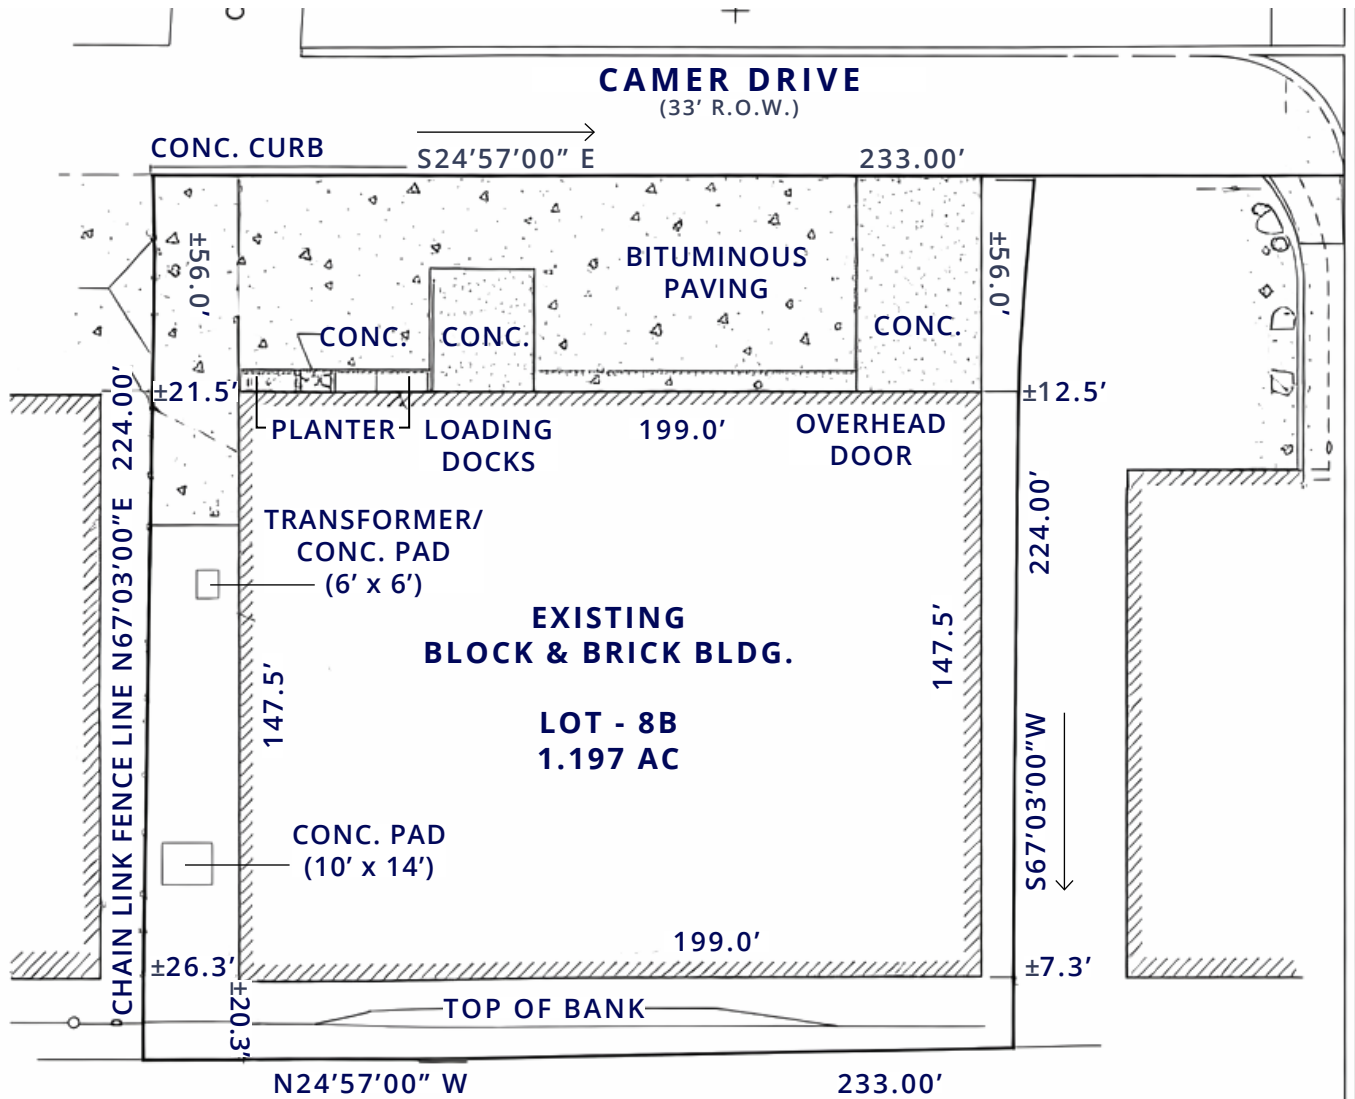 CAMER DRIVE
(33’ R.O.W.)
CONC. CURB
S24’57’00” E
233.00’
±56.0’
BITUMINOUS
PAVING
±56.0’
CONC.
CONC.
CONC.
±21.5’
±12.5’
PLANTER
LOADING
DOCKS
199.0’
OVERHEAD
DOOR
CHAIN LINK FENCE LINE N67’03’00”E 224.00’
224.00’
TRANSFORMER/
CONC. PAD
(6’ x 6’)
EXISTING
BLOCK & BRICK BLDG.
147.5’
147.5’
LOT - 8B
1.197 AC
S67’03’00”W
CONC. PAD
(10’ x 14’)
199.0’
±26.3’
±7.3’
±20.3’
TOP OF BANK
N24’57’00” W
233.00’